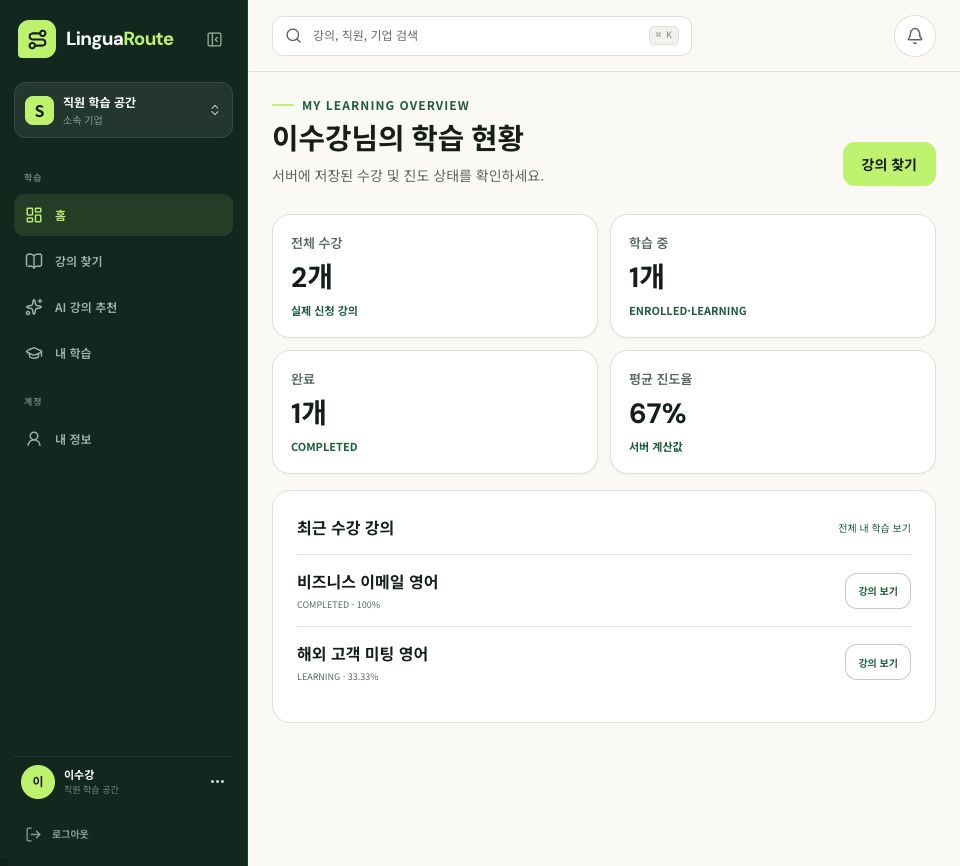 LinguaRoute
S
직원 학습 공간
소속 기업
학습
홈
강의 찾기
AI 강의 추천
내 학습
계정
내 정보
이
이수강
직원 학습 공간
로그아웃
강의, 직원, 기업 검색
⌘ K
MY LEARNING OVERVIEW
이수강님의 학습 현황
서버에 저장된 수강 및 진도 상태를 확인하세요.
강의 찾기
전체 수강
2개
실제 신청 강의
학습 중
1개
ENROLLED·LEARNING
완료
1개
COMPLETED
평균 진도율
67%
서버 계산값
최근 수강 강의
전체 내 학습 보기
비즈니스 이메일 영어
COMPLETED · 100%
강의 보기
해외 고객 미팅 영어
LEARNING · 33.33%
강의 보기